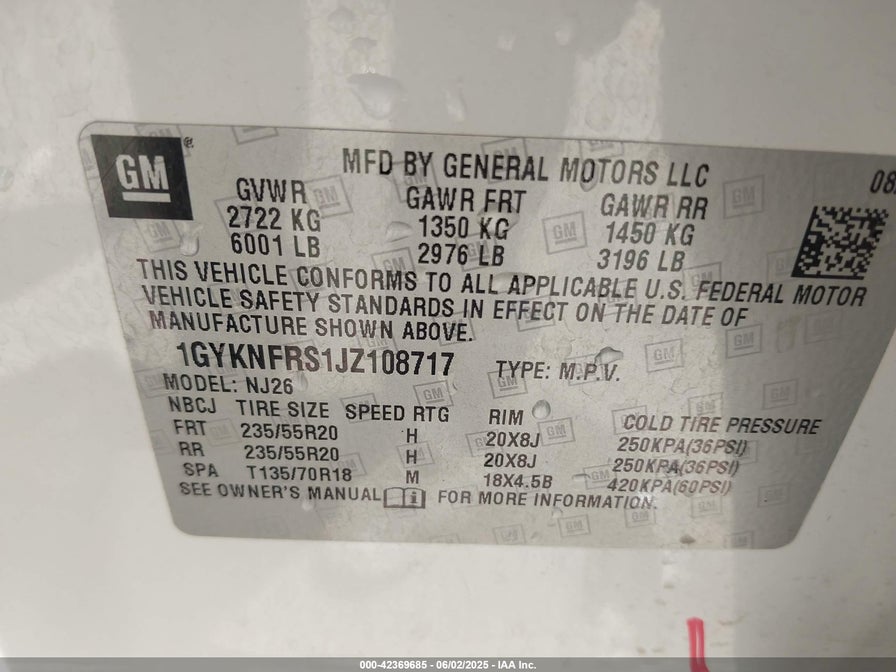 GM
®
MFD BY GENERAL MOTORS LLC
08
GVWR GAWR FRT GAWR RR
2722 KG 1350 KG 1450 KG
6001 LB 2976 LB 3196 LB
THIS VEHICLE CONFORMS TO ALL APPLICABLE U.S. FEDERAL MOTOR
VEHICLE SAFETY STANDARDS IN EFFECT ON THE DATE OF
MANUFACTURE SHOWN ABOVE.
1GYKNFRS1JZ108717 TYPE: M.P.V.
MODEL: NJ26
NBCJ TIRE SIZE SPEED RTG RIM COLD TIRE PRESSURE
FRT 235/55R20 H 20X8J 250KPA(36PSI)
RR 235/55R20 H 20X8J 250KPA(36PSI)
SPA T135/70R18 M 18X4.5B 420KPA(60PSI)
SEE OWNER'S MANUAL FOR MORE INFORMATION.
000-42369685 - 06/02/2025 - IAA Inc.